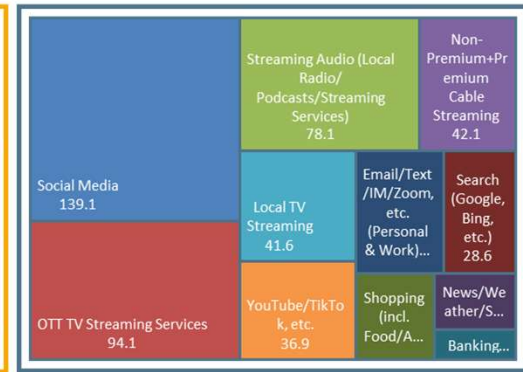 Social Media
139.1
OTT TV Streaming Services
94.1
Streaming Audio (Local
Radio/
Podcasts/Streaming
Services)
78.1
Non-
Premium+Pr
emium
Cable
Streaming
42.1
Local TV
Streaming
41.6
YouTube/TikTo
k, etc.
36.9
Email/Text
/IM/Zoom,
etc.
(Personal
& Work)...
Search
(Google,
Bing,
etc.)
28.6
Shopping
(incl.
Food/A...
News/We
ather/S...
Banking...